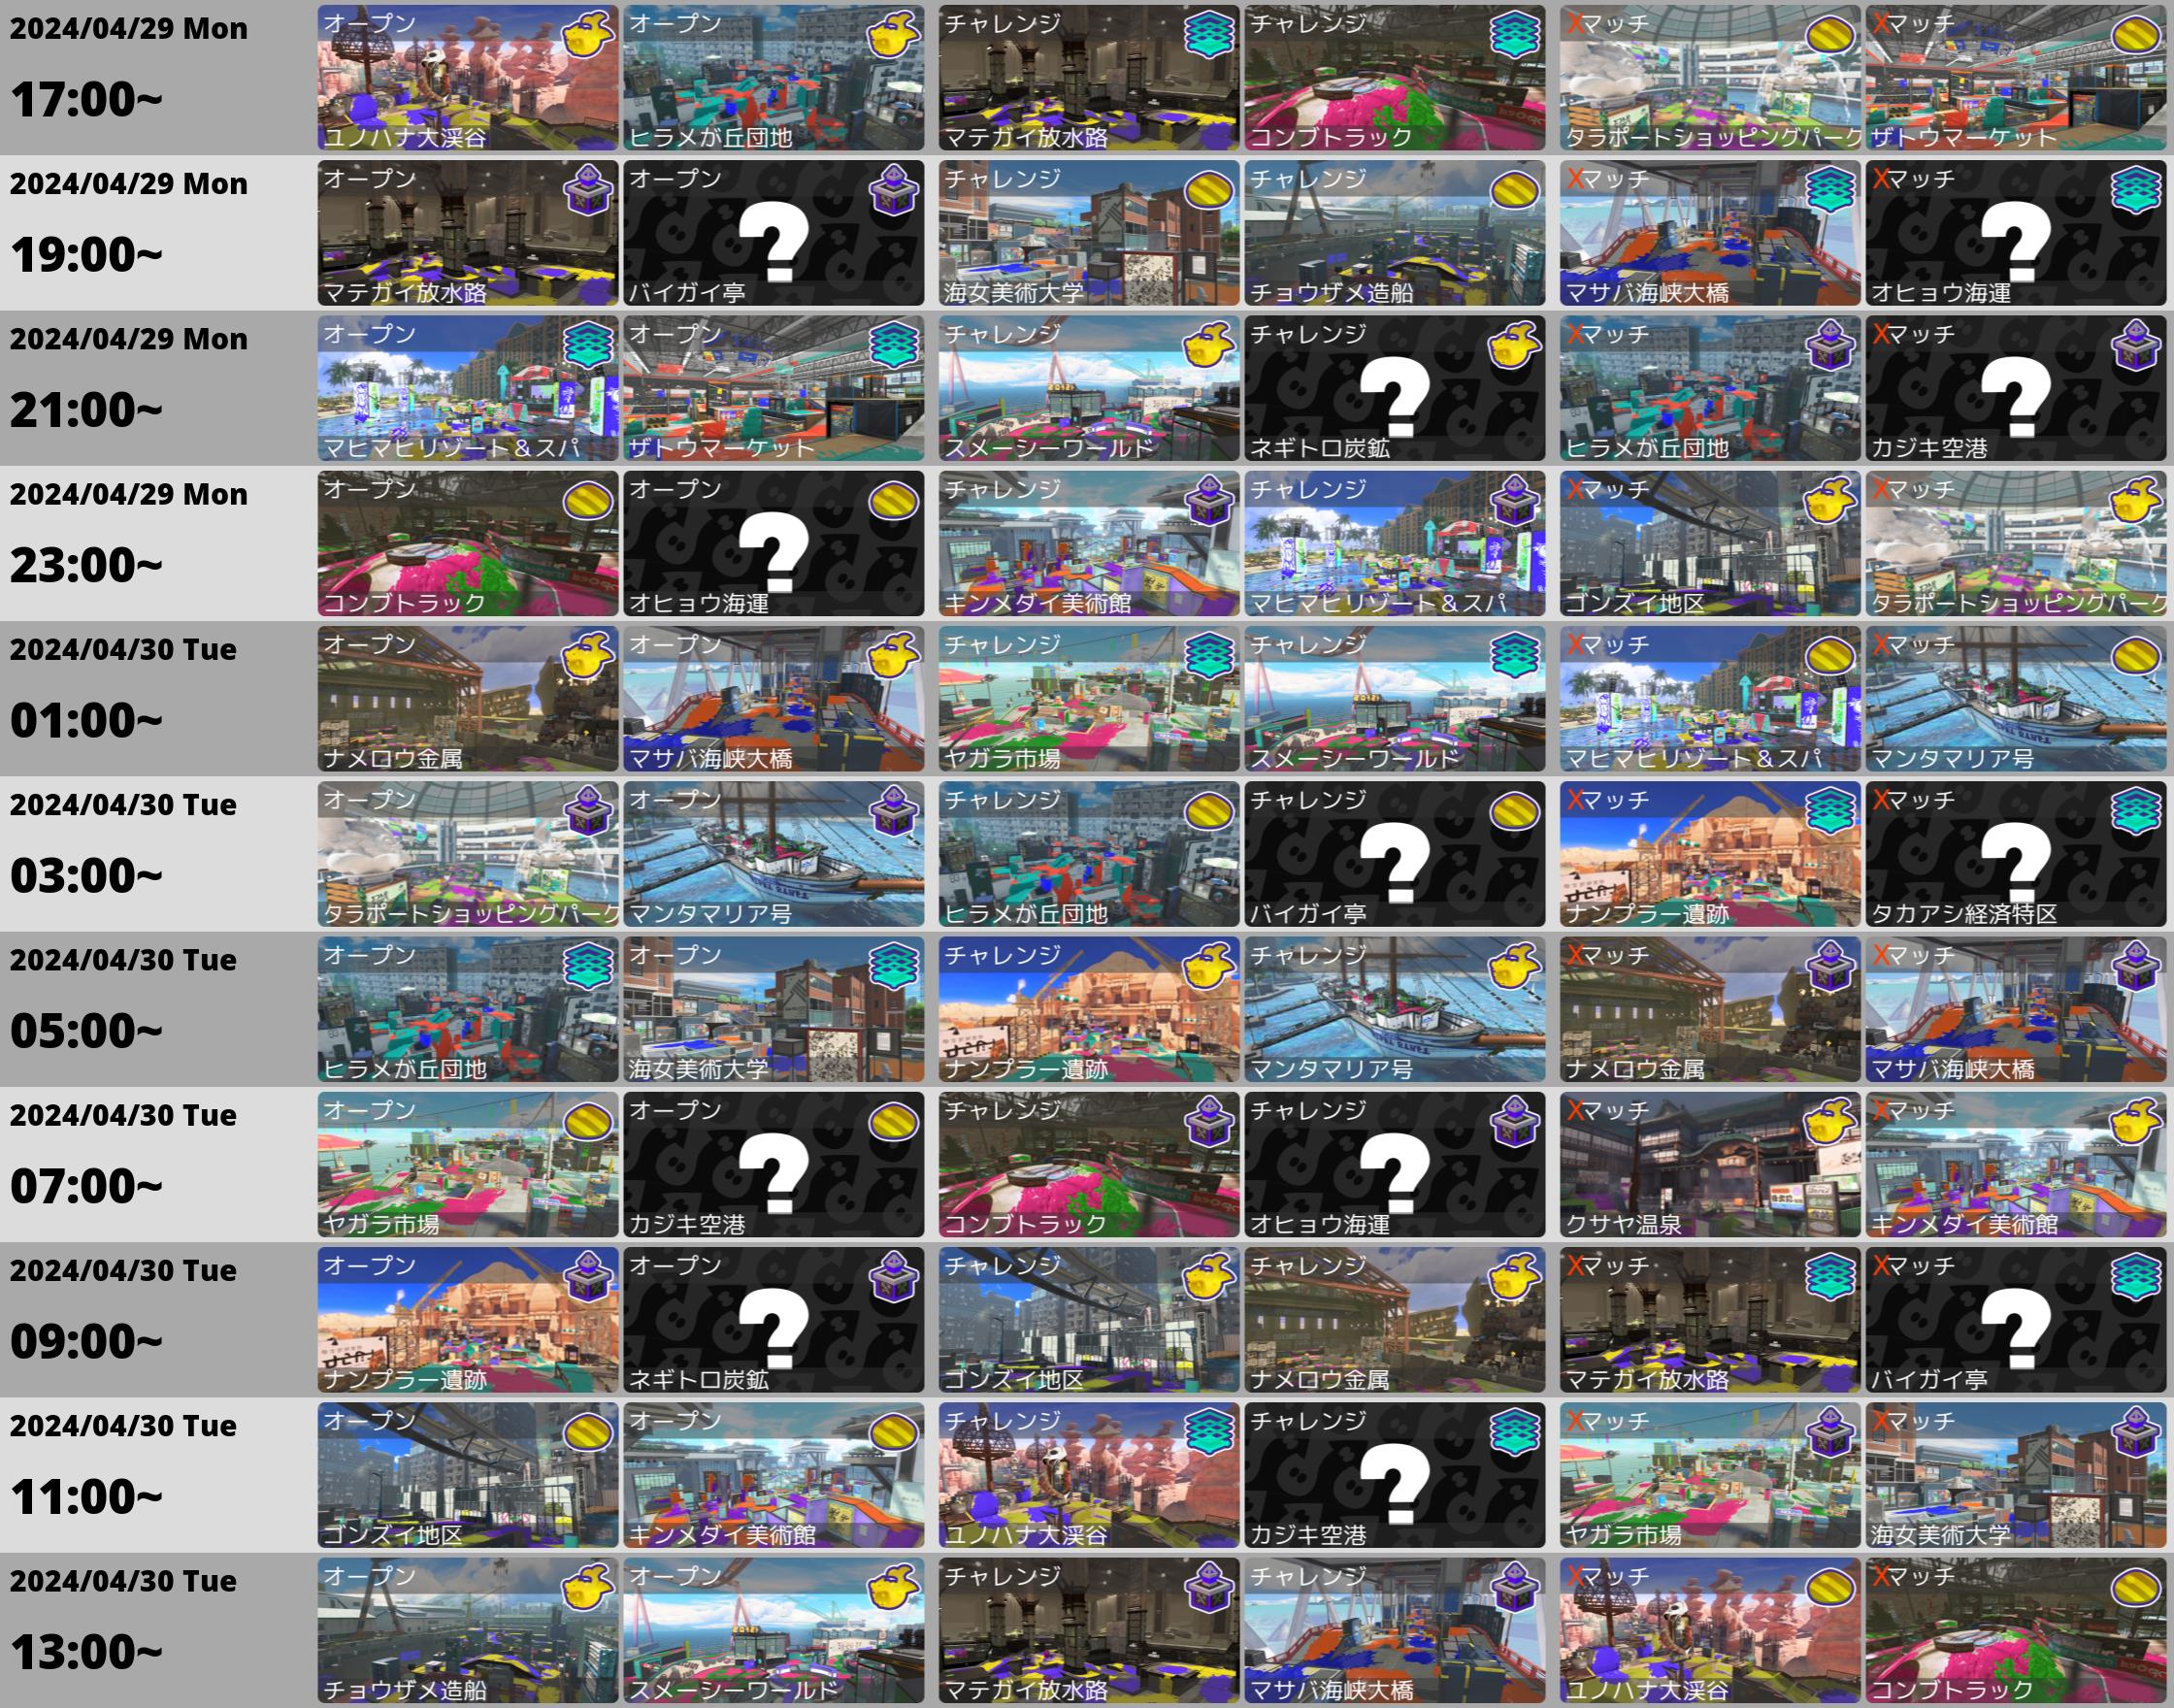 2024/04/29 Mon
17:00~
オープン
ユノハナ大渓谷
オープン
ヒラメが丘団地
チャレンジ
マテガイ放水路
チャレンジ
コンブトラック
Xマッチ
タラポートショッピングパーク
Xマッチ
ザトウマーケット
2024/04/29 Mon
19:00~
オープン
マテガイ放水路
オープン
?
バイガイ亭
チャレンジ
海女美術大学
チャレンジ
チョウザメ造船
Xマッチ
マサバ海峡大橋
Xマッチ
?
オヒョウ海運
2024/04/29 Mon
21:00~
オープン
マヒマヒリゾート&スパ
オープン
ザトウマーケット
チャレンジ
スメーシーワールド
チャレンジ
?
ネギトロ炭鉱
Xマッチ
ヒラメが丘団地
Xマッチ
?
カジキ空港
2024/04/29 Mon
23:00~
オープン
コンブトラック
オープン
?
オヒョウ海運
チャレンジ
キンメダイ美術館
チャレンジ
マヒマヒリゾート&スパ
Xマッチ
ゴンズイ地区
Xマッチ
タラポートショッピングパーク
2024/04/30 Tue
01:00~
オープン
ナメロウ金属
オープン
マサバ海峡大橋
チャレンジ
ヤガラ市場
チャレンジ
スメーシーワールド
Xマッチ
マヒマヒリゾート&スパ
Xマッチ
マンタマリア号
2024/04/30 Tue
03:00~
オープン
タラポートショッピングパーク
オープン
マンタマリア号
チャレンジ
ヒラメが丘団地
チャレンジ
?
バイガイ亭
Xマッチ
ナンプラー遺跡
Xマッチ
?
タカアシ経済特区
2024/04/30 Tue
05:00~
オープン
ヒラメが丘団地
オープン
海女美術大学
チャレンジ
ナンプラー遺跡
チャレンジ
マンタマリア号
Xマッチ
ナメロウ金属
Xマッチ
マサバ海峡大橋
2024/04/30 Tue
07:00~
オープン
ヤガラ市場
オープン
?
カジキ空港
チャレンジ
コンブトラック
チャレンジ
?
オヒョウ海運
Xマッチ
クサヤ温泉
Xマッチ
キンメダイ美術館
2024/04/30 Tue
09:00~
オープン
ナンプラー遺跡
オープン
?
ネギトロ炭鉱
チャレンジ
ゴンズイ地区
チャレンジ
ナメロウ金属
Xマッチ
マテガイ放水路
Xマッチ
?
バイガイ亭
2024/04/30 Tue
11:00~
オープン
ゴンズイ地区
オープン
キンメダイ美術館
チャレンジ
ユノハナ大渓谷
チャレンジ
?
カジキ空港
Xマッチ
ヤガラ市場
Xマッチ
海女美術大学
2024/04/30 Tue
13:00~
オープン
チョウザメ造船
オープン
スメーシーワールド
チャレンジ
マテガイ放水路
チャレンジ
マサバ海峡大橋
Xマッチ
ユノハナ大渓谷
Xマッチ
コンブトラック